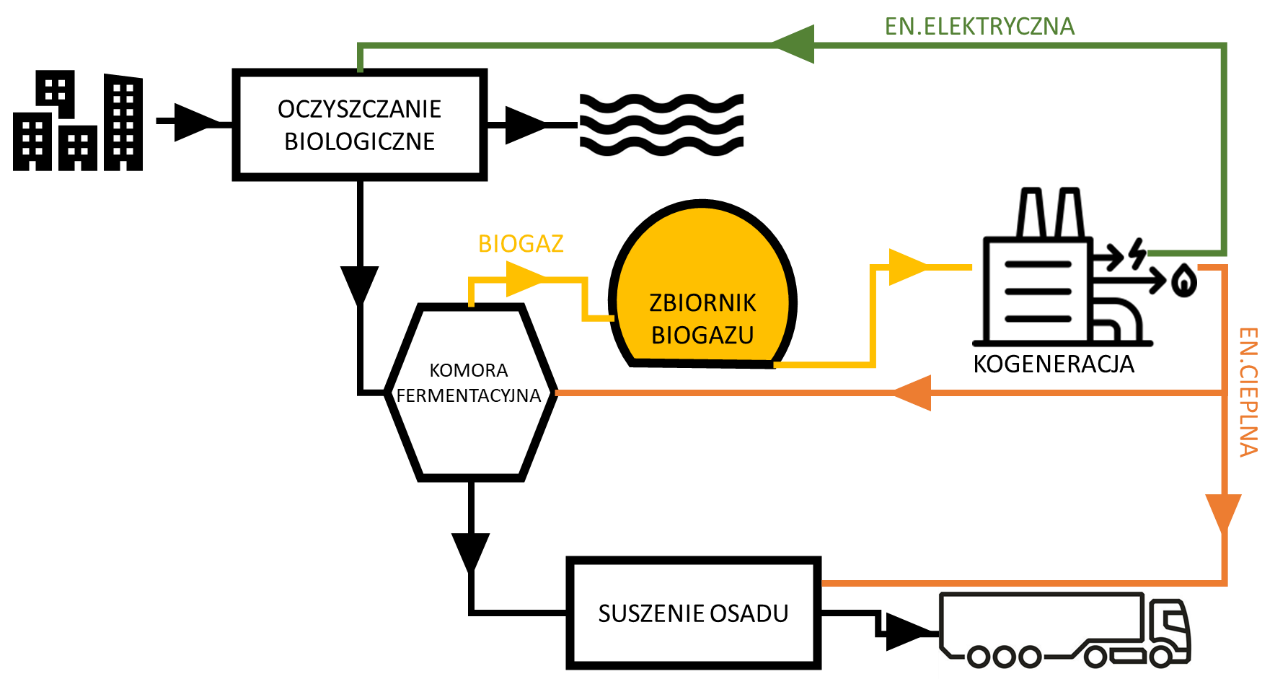 EN.ELEKTRYCZNA
OCZYSZCZANIE
BIOLOGICZNE
BIOGAZ
ZBIORNIK
BIOGAZU
KOGENERACJA
EN.CIEPLNA
KOMORA
FERMENTACYJNA
SUSZENIE OSADU